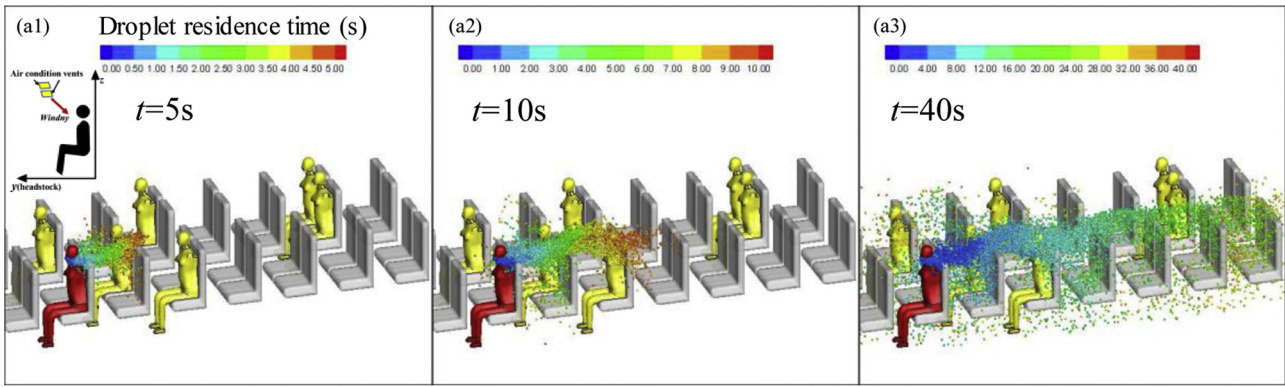 (a1) Droplet residence time (s)
0.00 0.50 1.00 1.50 2.00 2.50 3.00 3.50 4.00 4.50 5.00
Air condition vents
z
Windny
t=5s
y(headstock)
(a2)
0.00 1.00 2.00 3.00 4.00 5.00 6.00 7.00 8.00 9.00 10.00
t=10s
(a3)
0.00 4.00 8.00 12.00 16.00 20.00 24.00 28.00 32.00 36.00 40.00
t=40s